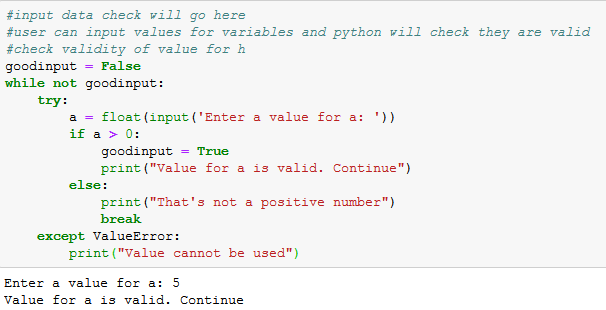 #input data check will go here
#user can input values for variables and python will check they are valid
#check validity of value for h
goodinput = False
while not goodinput:
    try:
        a = float(input('Enter a value for a: '))
        if a > 0:
            goodinput = True
            print("Value for a is valid. Continue")
        else:
            print("That's not a positive number")
            break
    except ValueError:
        print("Value cannot be used")
Enter a value for a: 5
Value for a is valid. Continue